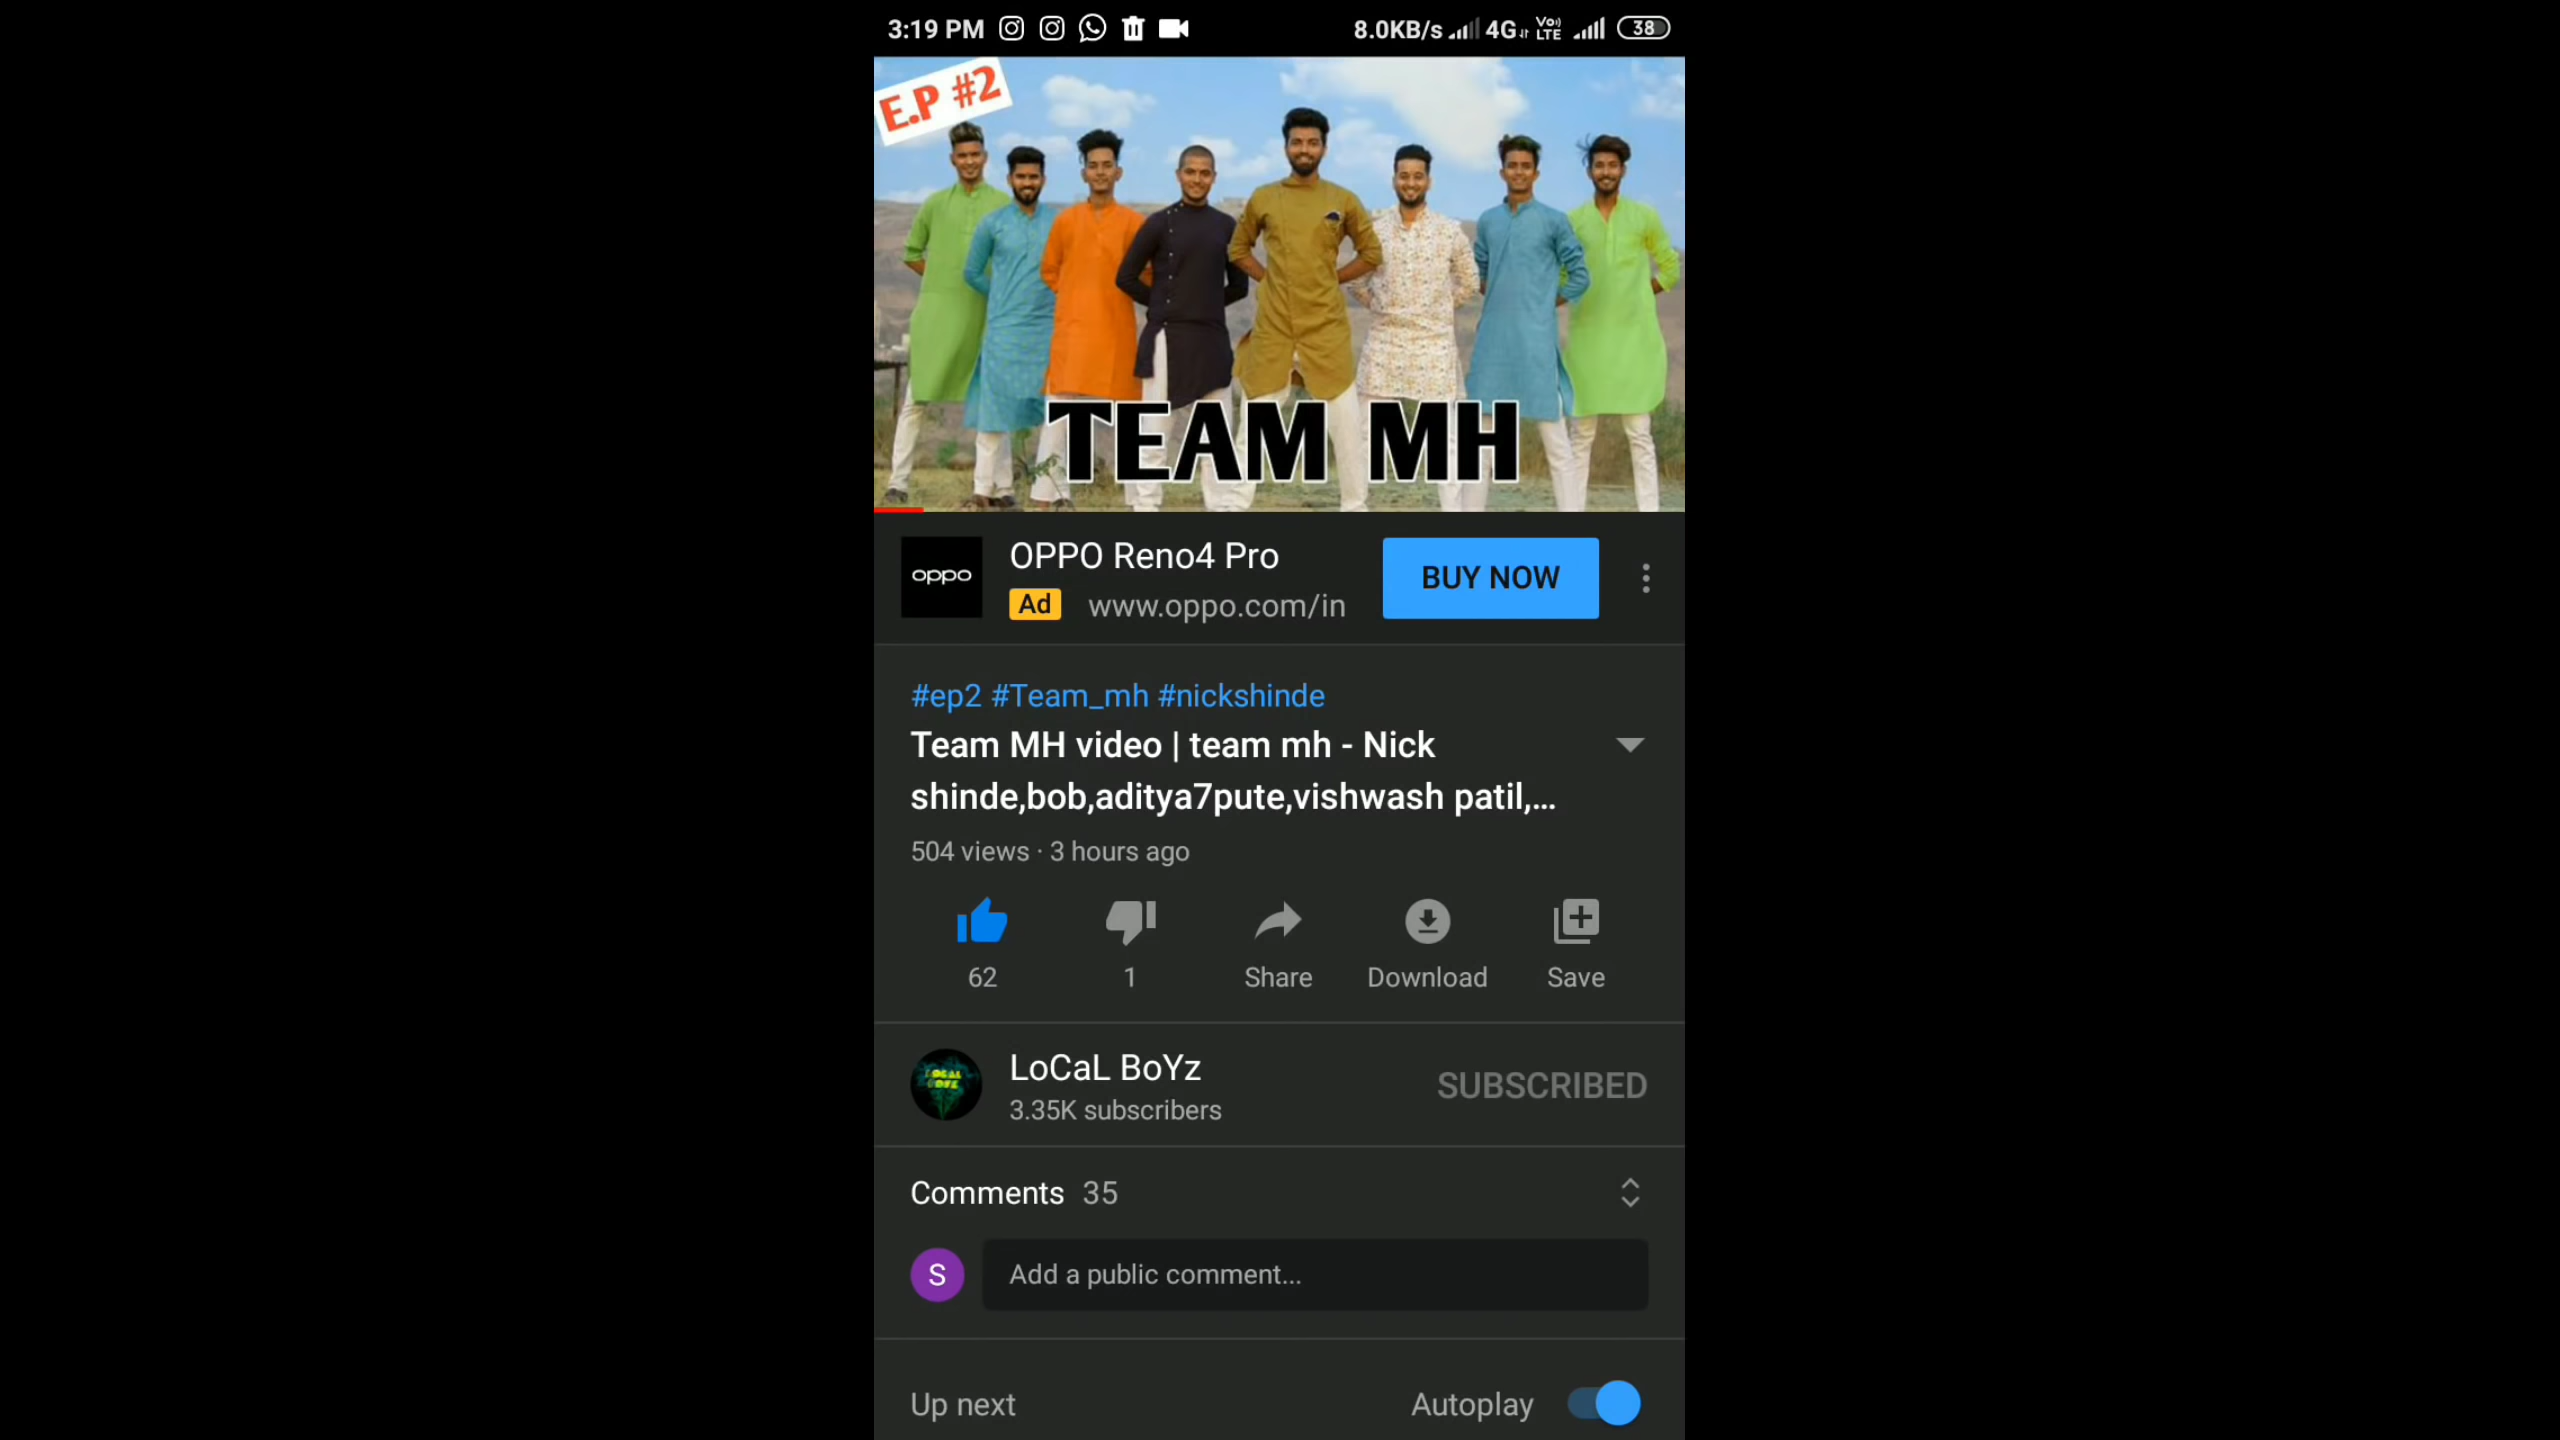 3:19 PM
8.0KB/s 4G Vo) LTE 38
E.P #2
TEAM MH
oppo
OPPO Reno4 Pro
Ad www.oppo.com/in
BUY NOW
#ep2 #Team_mh #nickshinde
Team MH video | team mh - Nick
shinde,bob,aditya7pute,vishwash patil,...
504 views · 3 hours ago
62 1 Share Download Save
LoCaL BoYz
3.35K subscribers
SUBSCRIBED
Comments 35
S Add a public comment...
Up next Autoplay